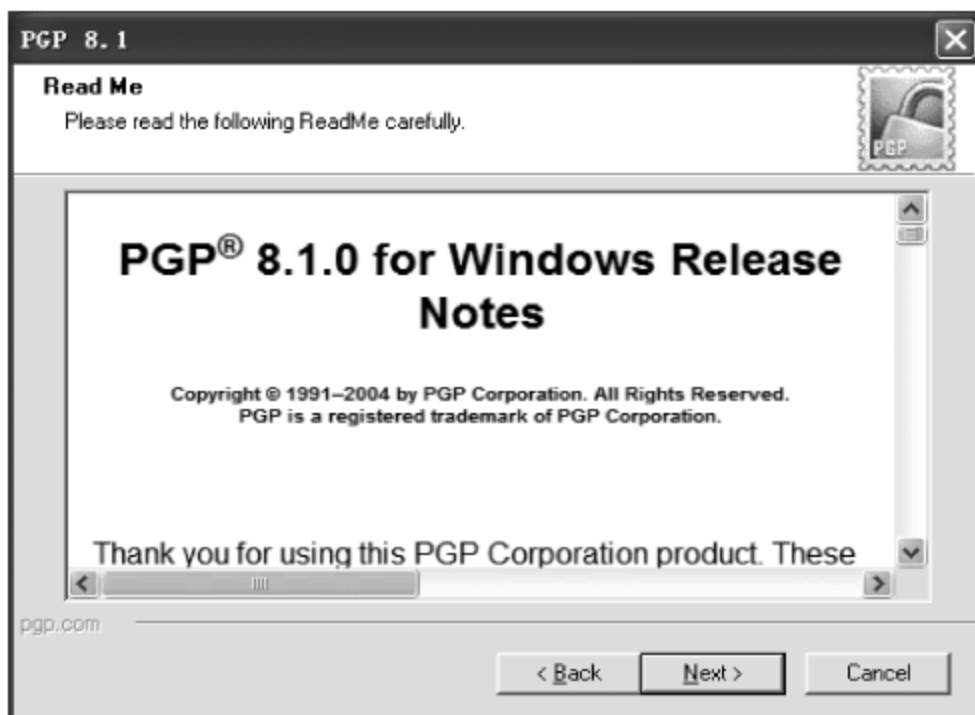 PGP 8.1
Read Me
Please read the following ReadMe carefully.
PGP
PGP® 8.1.0 for Windows Release
Notes
Copyright © 1991–2004 by PGP Corporation. All Rights Reserved.
PGP is a registered trademark of PGP Corporation.
Thank you for using this PGP Corporation product. These
pgp.com
< Back Next > Cancel